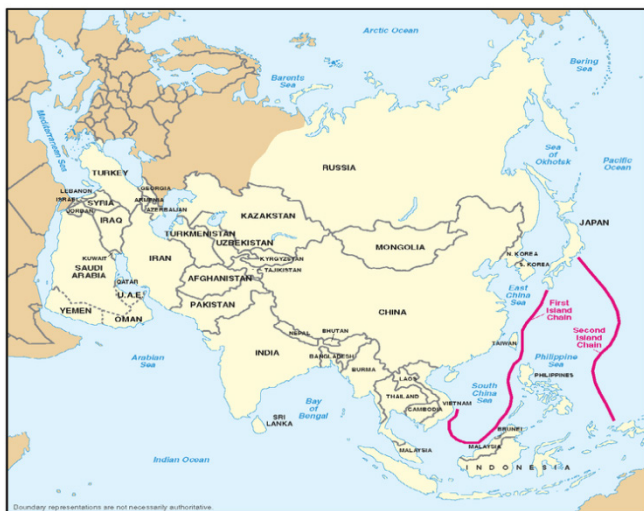 Arctic Ocean
Barents
Sea
Bering
Sea
Mediterranean Sea
RUSSIA
Sea
of
Okhotsk
Pacific
Ocean
TURKEY
GEORGIA
LEBANON
ARMENIA
ISRAEL
SYRIA
AZERBAIJAN
JORDAN
IRAQ
KAZAKSTAN
MONGOLIA
JAPAN
TURKMENISTAN
UZBEKISTAN
KYRGYZSTAN
TAJIKISTAN
N. KOREA
S. KOREA
KUWAIT
IRAN
SAUDI
ARABIA
QATAR
U.A.E.
AFGHANISTAN
PAKISTAN
CHINA
East
China
Sea
First
Island
Chain
YEMEN
OMAN
NEPAL
BHUTAN
BANGLADESH
INDIA
BURMA
TAIWAN
Second
Island
Chain
Philippine
Sea
PHILIPPINES
Arabian
Sea
LAOS
THAILAND
VIETNAM
CAMBODIA
South
China
Sea
Bay
of
Bengal
SRI
LANKA
BRUNEI
MALAYSIA
MALAYSIA
Indian Ocean
INDONESIA
Boundary representations are not necessarily authoritative.